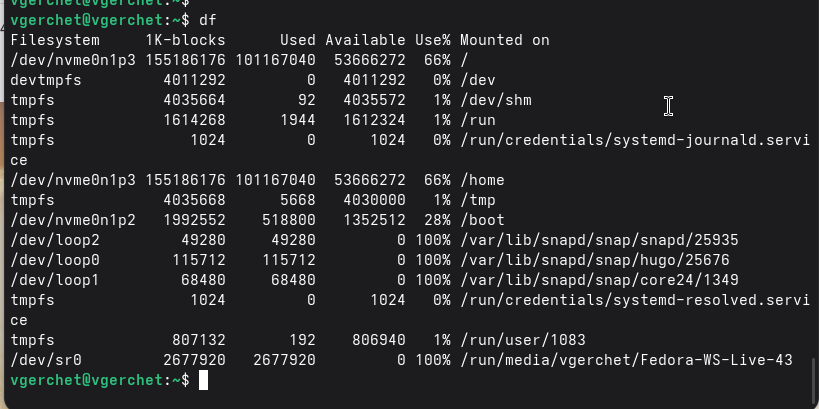 vgerchet@vgerchet:~$
vgerchet@vgerchet:~$ df
Filesystem     1K-blocks      Used Available Use% Mounted on
/dev/nvme0n1p3 155186176 101167040  53666272  66% /
devtmpfs         4011292         0   4011292   0% /dev
tmpfs            4035664        92   4035572   1% /dev/shm
tmpfs            1614268      1944   1612324   1% /run
tmpfs               1024         0      1024   0% /run/credentials/systemd-journald.servi
ce
/dev/nvme0n1p3 155186176 101167040  53666272  66% /home
tmpfs            4035668      5668   4030000   1% /tmp
/dev/nvme0n1p2   1992552    518800   1352512  28% /boot
/dev/loop2         49280     49280         0 100% /var/lib/snapd/snap/snapd/25935
/dev/loop0        115712    115712         0 100% /var/lib/snapd/snap/hugo/25676
/dev/loop1         68480     68480         0 100% /var/lib/snapd/snap/core24/1349
tmpfs               1024         0      1024   0% /run/credentials/systemd-resolved.servi
ce
tmpfs             807132       192    806940   1% /run/user/1083
/dev/sr0         2677920   2677920         0 100% /run/media/vgerchet/Fedora-WS-Live-43
vgerchet@vgerchet:~$